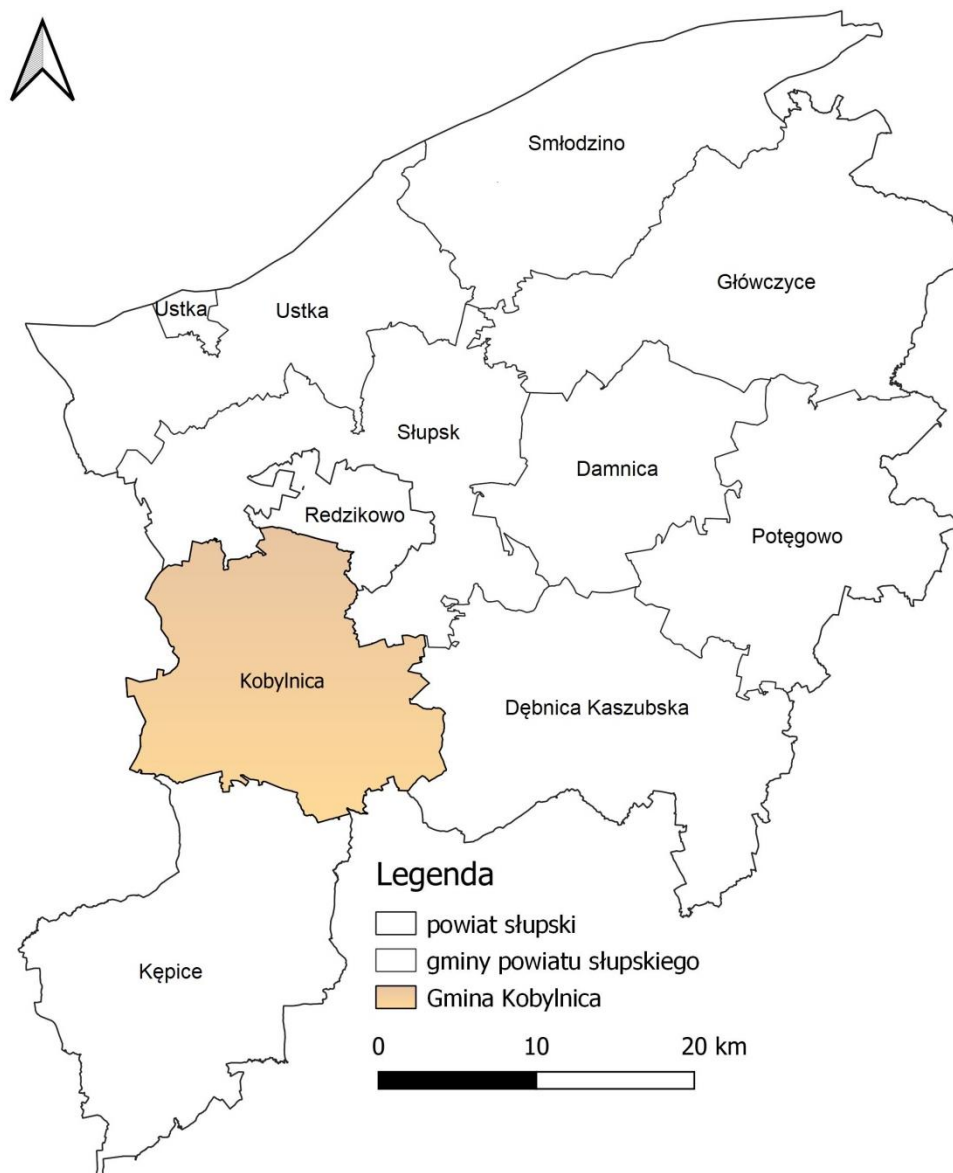 Smłodzino
Główczyce
Ustka
Ustka
Słupsk
Damnica
Redzikowo
Potęgowo
Kobylnica
Dębnica Kaszubska
Kępice
Legenda
powiat słupski
gminy powiatu słupskiego
Gmina Kobylnica
0 10 20 km